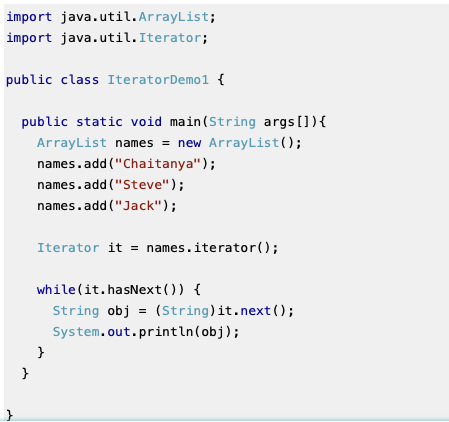 import java.util.ArrayList;
import java.util.Iterator;

public class IteratorDemo1 {

  public static void main(String args[]){
    ArrayList names = new ArrayList();
    names.add("Chaitanya");
    names.add("Steve");
    names.add("Jack");

    Iterator it = names.iterator();

    while(it.hasNext()) {
      String obj = (String)it.next();
      System.out.println(obj);
    }
  }

}